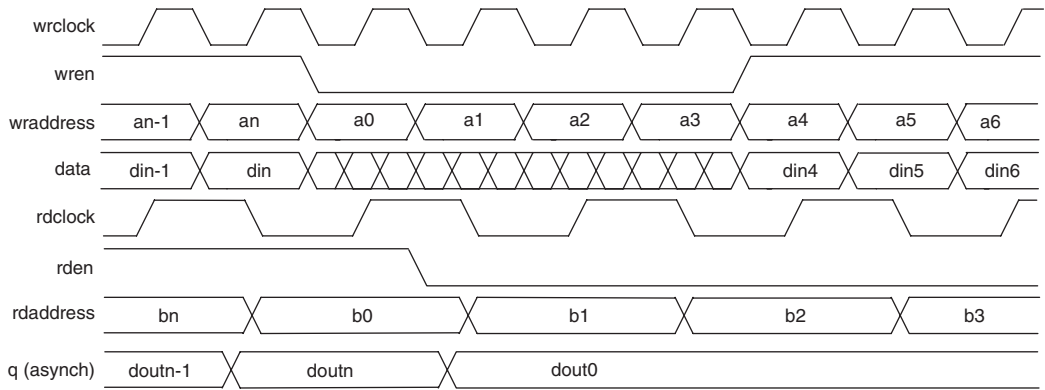 wrclock
wren
wraddress an-1 an a0 a1 a2 a3 a4 a5 a6
data din-1 din din4 din5 din6
rdclock
rden
rdaddress bn b0 b1 b2 b3
q (asynch) doutn-1 doutn dout0